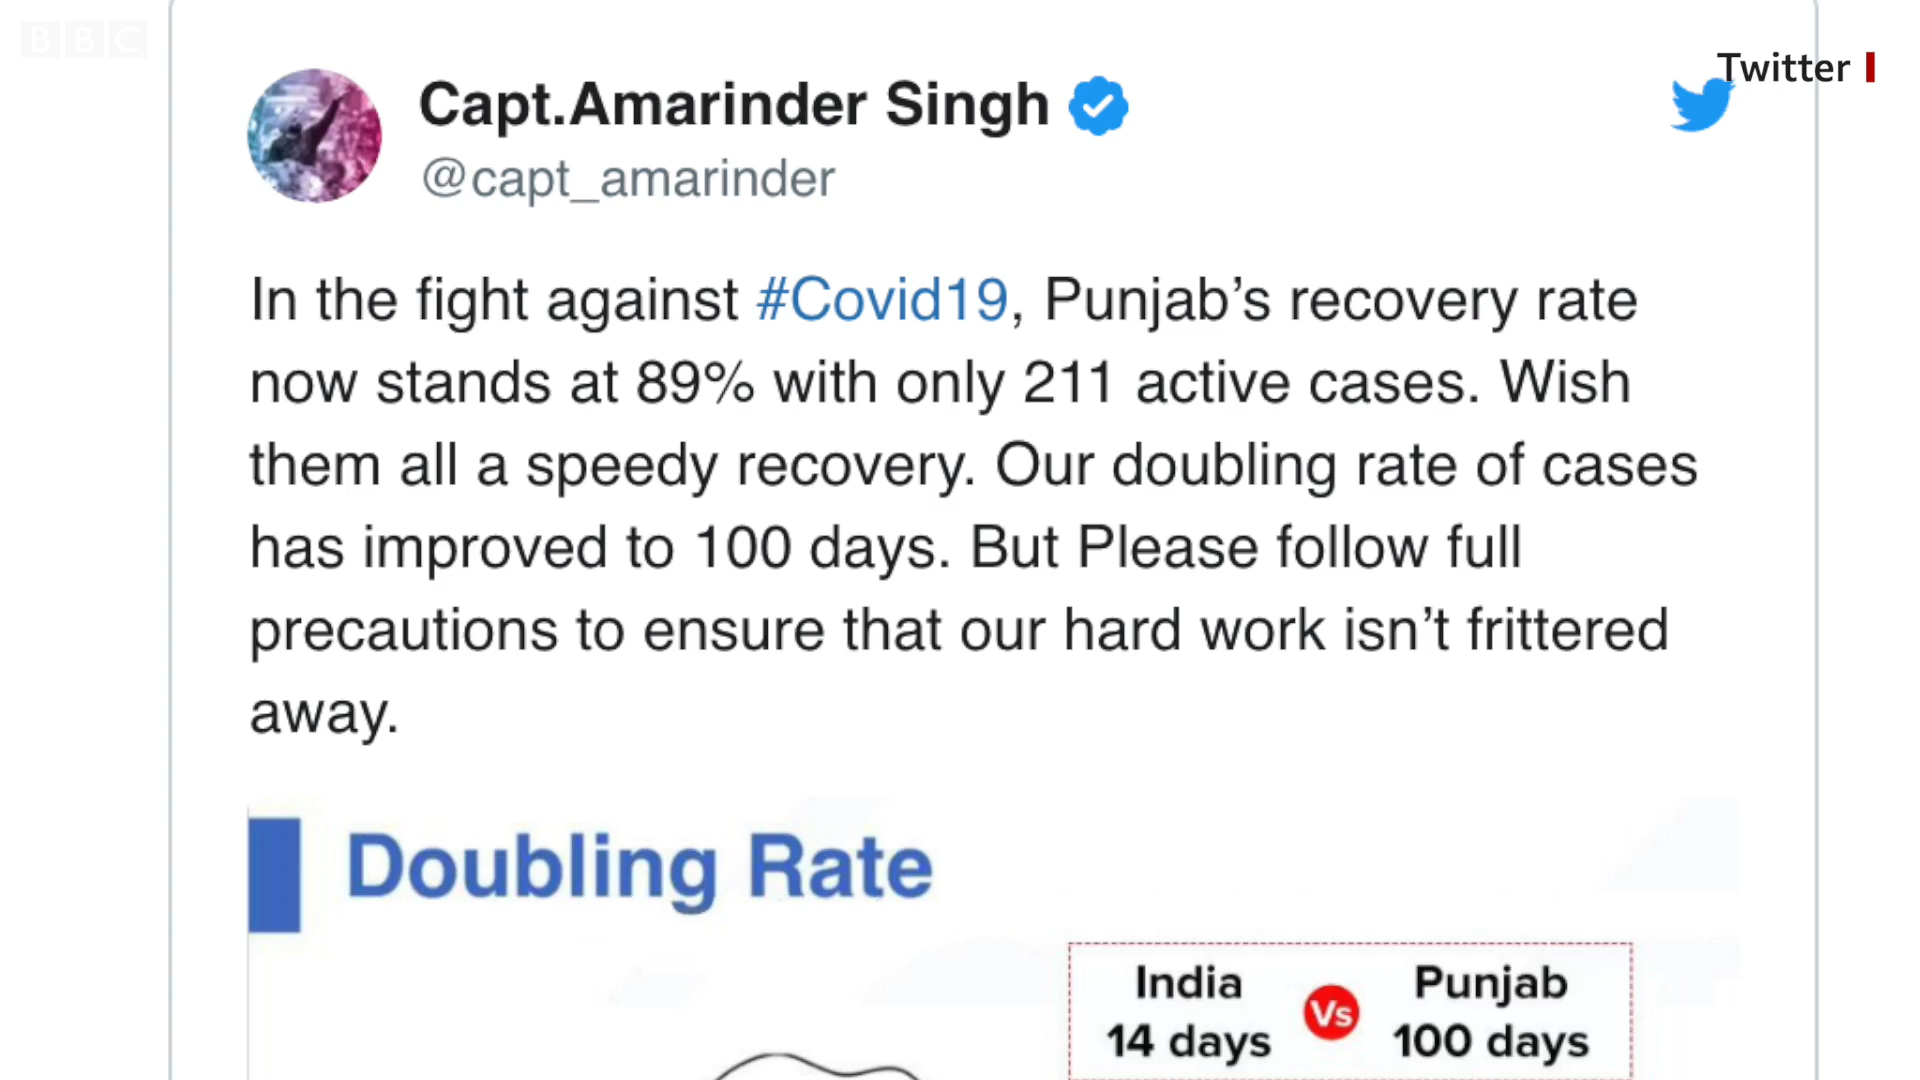 BBC
Twitter
Capt.Amarinder Singh
@capt_amarinder
In the fight against #Covid19, Punjab’s recovery rate
now stands at 89% with only 211 active cases. Wish
them all a speedy recovery. Our doubling rate of cases
has improved to 100 days. But Please follow full
precautions to ensure that our hard work isn’t frittered
away.
Doubling Rate
India Vs Punjab
14 days 100 days